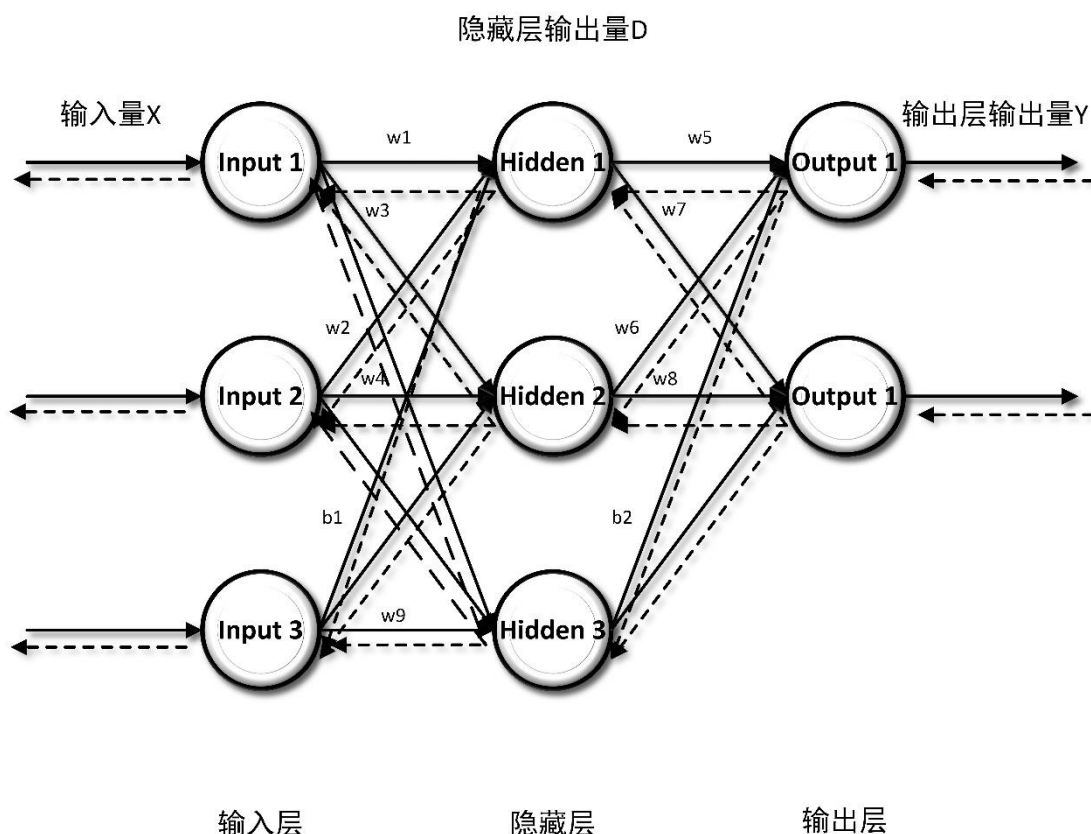 隐藏层输出量D
输入量X
输出层输出量Y
Input 1
w1
Hidden 1
w5
Output 1
w3
w7
w2
w6
Input 2
w4
Hidden 2
w8
Output 1
b1
b2
Input 3
w9
Hidden 3
输入层
隐藏层
输出层